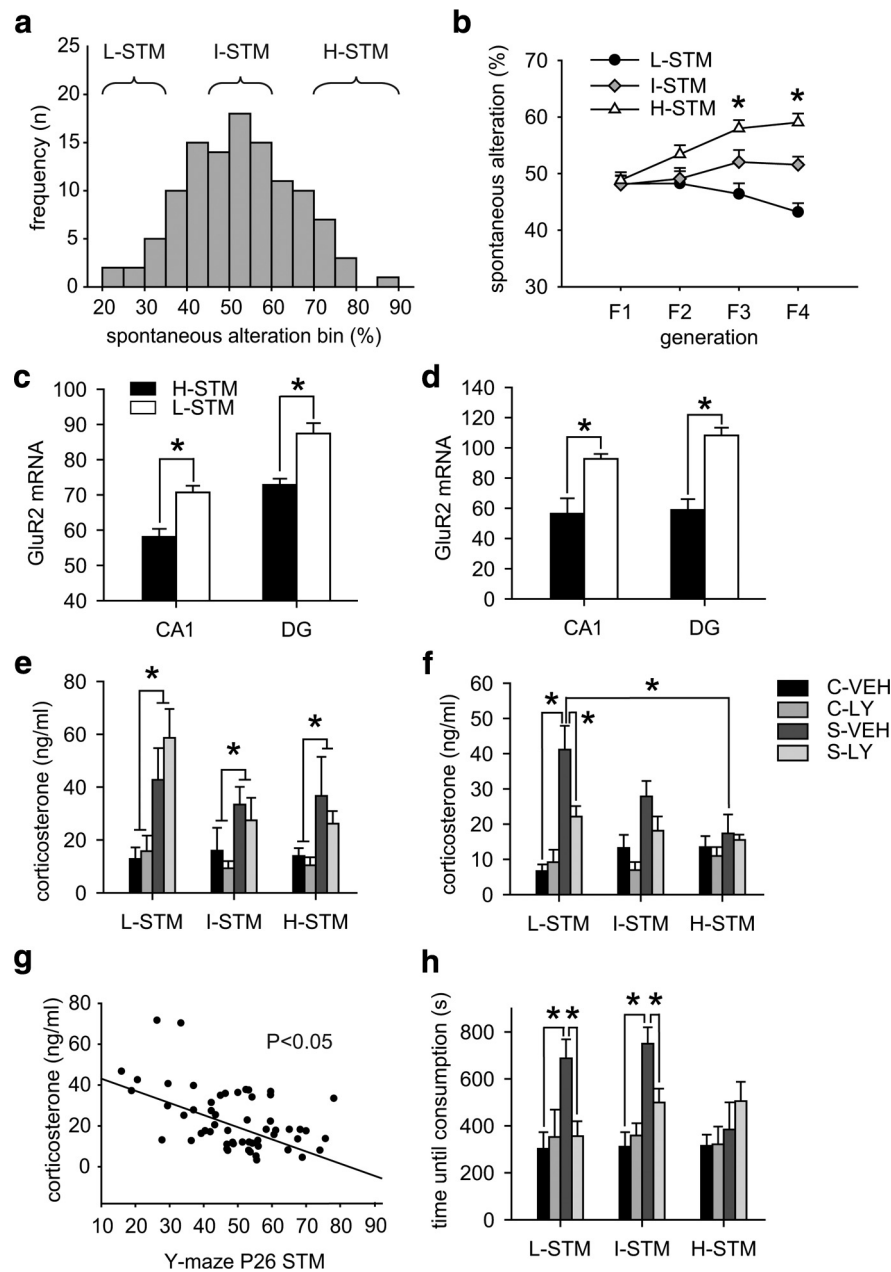 a
L-STM I-STM H-STM
frequency (n)
25
20
15
10
5
0
20 30 40 50 60 70 80 90
spontaneous alteration bin (%)
b
L-STM
I-STM
H-STM
spontaneous alteration (%)
70
60
50
40
30
* *
F1 F2 F3 F4
generation
c
H-STM
L-STM
GluR2 mRNA
100
90
80
70
60
50
40
* *
CA1 DG
d
GluR2 mRNA
140
120
100
80
60
40
20
0
* *
CA1 DG
e
corticosterone (ng/ml)
80
60
40
20
0
* * *
L-STM I-STM H-STM
f
corticosterone (ng/ml)
60
50
40
30
20
10
0
* * *
L-STM I-STM H-STM
C-VEH
C-LY
S-VEH
S-LY
g
corticosterone (ng/ml)
80
60
40
20
0
P<0.05
10 20 30 40 50 60 70 80 90
Y-maze P26 STM
h
time until consumption (s)
800
600
400
200
0
* * * *
L-STM I-STM H-STM